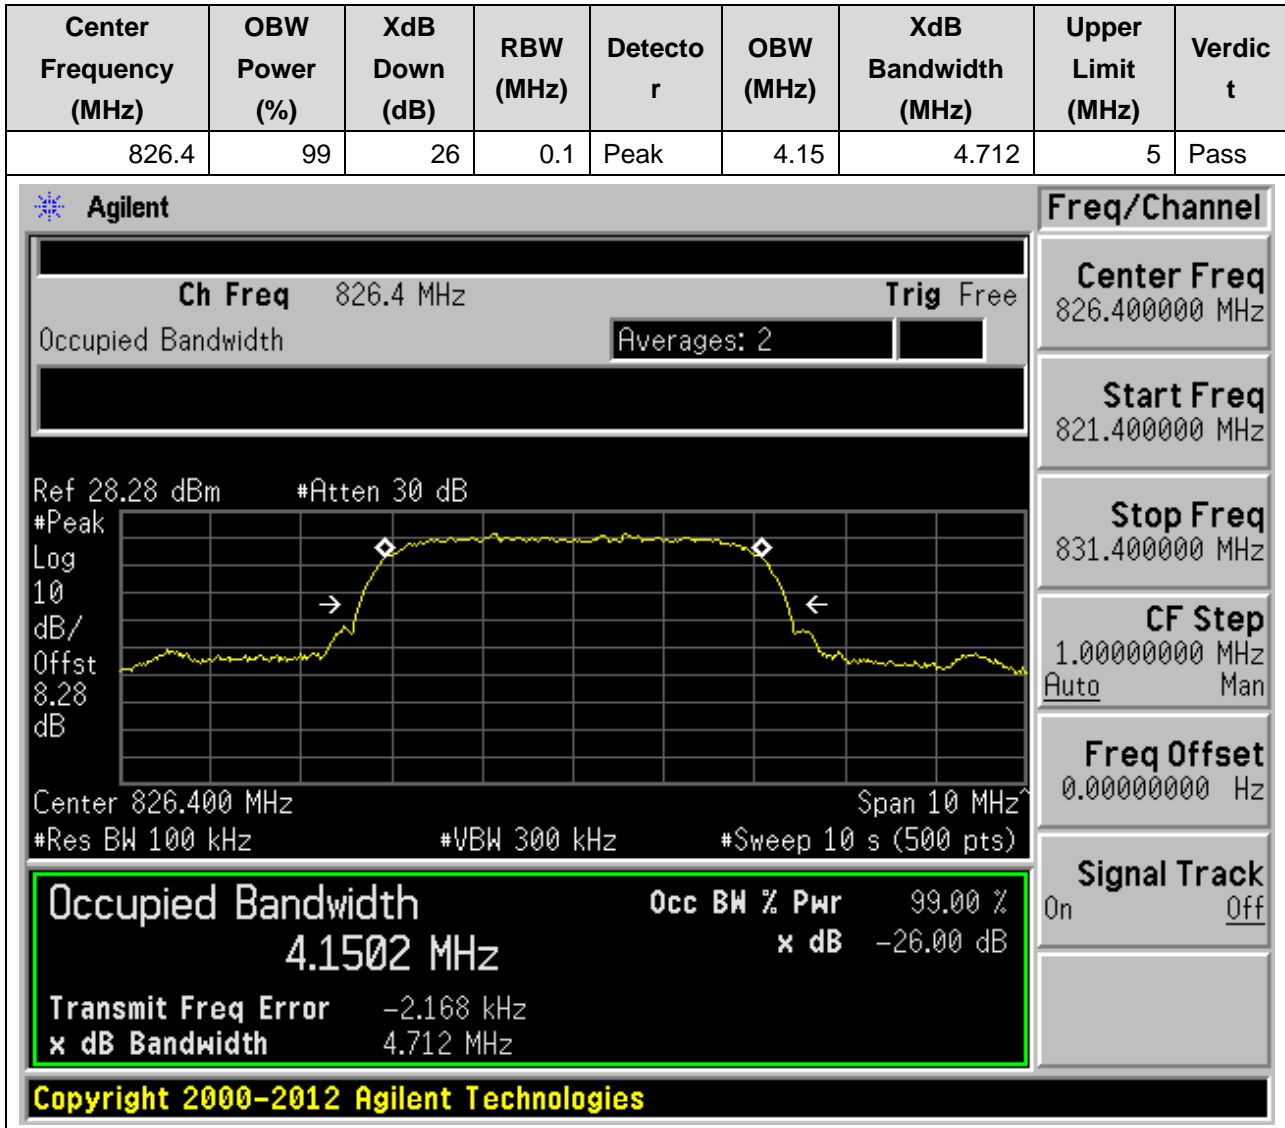 Center Frequency (MHz) OBW Power (%) XdB Down (dB) RBW (MHz) Detecto r OBW (MHz) XdB Bandwidth (MHz) Upper Limit (MHz) Verdic t
826.4 99 26 0.1 Peak 4.15 4.712 5 Pass
Agilent
Freq/Channel
Ch Freq 826.4 MHz Trig Free
Occupied Bandwidth Averages: 2
Center Freq
826.400000 MHz
Start Freq
821.400000 MHz
Stop Freq
831.400000 MHz
CF Step
1.00000000 MHz
Auto Man
Freq Offset
0.00000000 Hz
Signal Track
On Off
Ref 28.28 dBm #Atten 30 dB
#Peak
Log
10
dB/
Offst
8.28
dB
Center 826.400 MHz Span 10 MHz^
#Res BW 100 kHz #VBW 300 kHz #Sweep 10 s (500 pts)
Occupied Bandwidth Occ BW % Pwr 99.00 %
4.1502 MHz x dB -26.00 dB
Transmit Freq Error -2.168 kHz
x dB Bandwidth 4.712 MHz
Copyright 2000-2012 Agilent Technologies